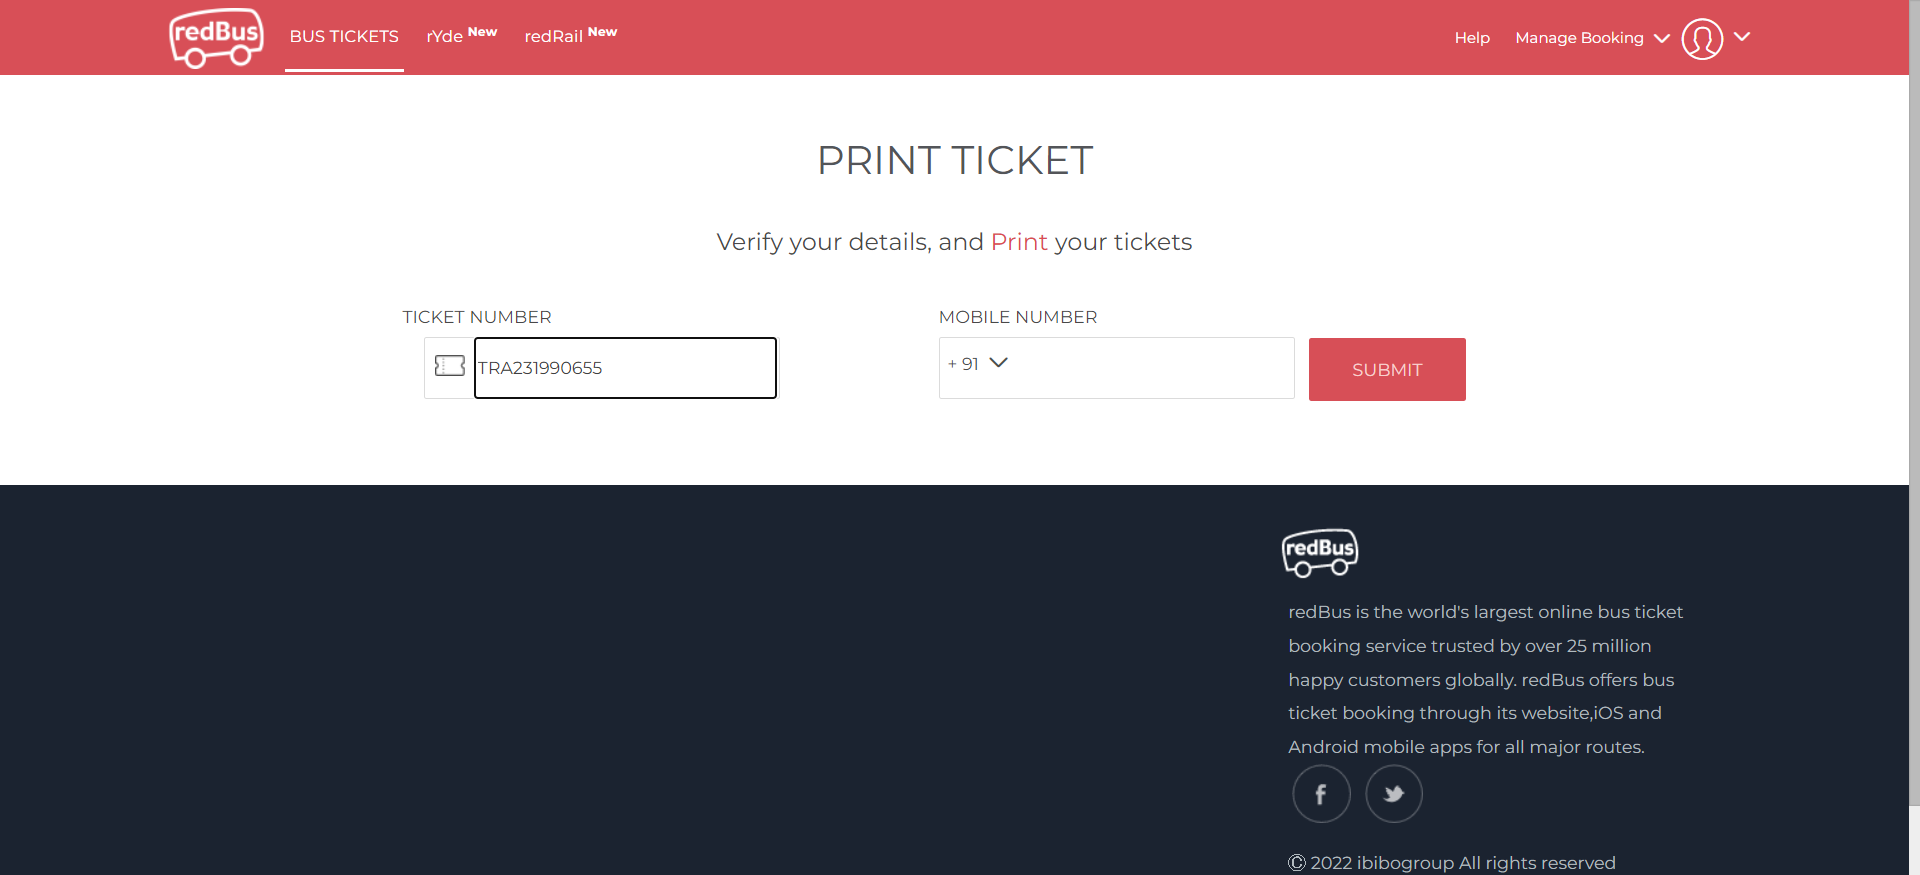 redBus BUS TICKETS rYde New redRail New Help Manage Booking
PRINT TICKET
Verify your details, and Print your tickets
TICKET NUMBER MOBILE NUMBER
TRA231990655 + 91 SUBMIT
redBus
redBus is the world's largest online bus ticket
booking service trusted by over 25 million
happy customers globally. redBus offers bus
ticket booking through its website,iOS and
Android mobile apps for all major routes.
f
© 2022 ibibogroup All rights reserved